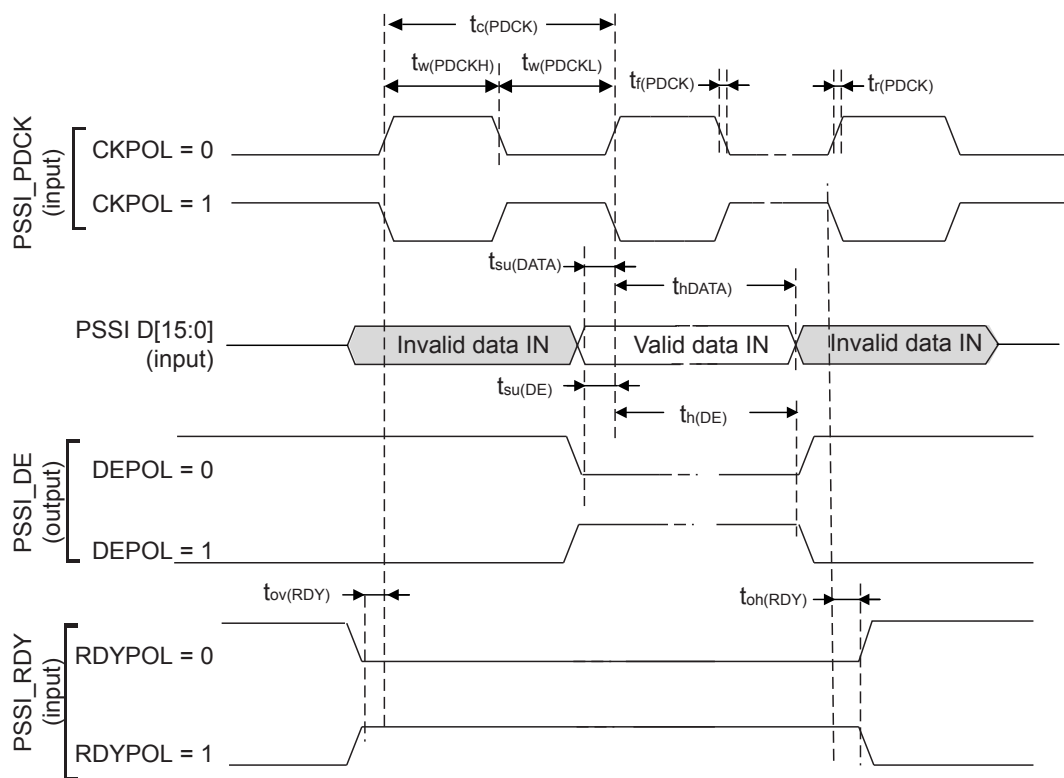 tc(PDCK)
tw(PDCKH)
tw(PDCKL)
tf(PDCK)
tr(PDCK)
PSSI_PDCK
(input)
CKPOL = 0
CKPOL = 1
tsu(DATA)
thDATA)
PSSI D[15:0]
(input)
Invalid data IN
Valid data IN
Invalid data IN
tsu(DE)
th(DE)
PSSI_DE
(output)
DEPOL = 0
DEPOL = 1
tov(RDY)
toh(RDY)
PSSI_RDY
(input)
RDYPOL = 0
RDYPOL = 1